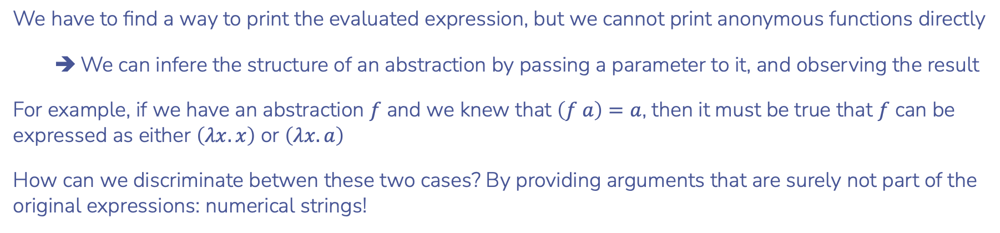 We have to find a way to print the evaluated expression, but we cannot print anonymous functions directly
➔ We can infere the structure of an abstraction by passing a parameter to it, and observing the result
For example, if we have an abstraction f and we knew that (f a) = a, then it must be true that f can be
expressed as either (λx. x) or (λx. a)
How can we discriminate betwen these two cases? By providing arguments that are surely not part of the
original expressions: numerical strings!